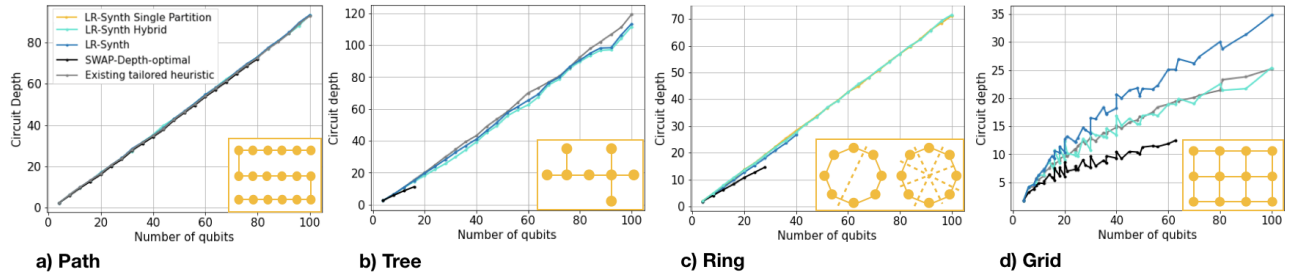 LR-Synth Single Partition
LR-Synth Hybrid
LR-Synth
SWAP-Depth-optimal
Existing tailored heuristic
Circuit Depth
80
60
40
20
0
0 20 40 60 80 100
Number of qubits
a) Path
Circuit depth
120
100
80
60
40
20
0
0 20 40 60 80 100
Number of qubits
b) Tree
Circuit depth
70
60
50
40
30
20
10
0
0 20 40 60 80 100
Number of qubits
c) Ring
Circuit depth
35
30
25
20
15
10
5
20 40 60 80 100
Number of qubits
d) Grid